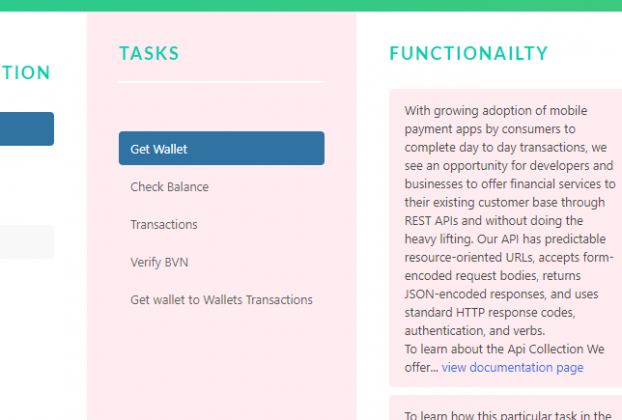 TION
TASKS
Get Wallet
Check Balance
Transactions
Verify BVN
Get wallet to Wallets Transactions
FUNCTIONAILTY
With growing adoption of mobile
payment apps by consumers to
complete day to day transactions, we
see an opportunity for developers and
businesses to offer financial services to
their existing customer base through
REST APIs and without doing the
heavy lifting. Our API has predictable
resource-oriented URLs, accepts form-
encoded request bodies, returns
JSON-encoded responses, and uses
standard HTTP response codes,
authentication, and verbs.
To learn about the Api Collection We
offer... view documentation page
To learn how this particular task in the